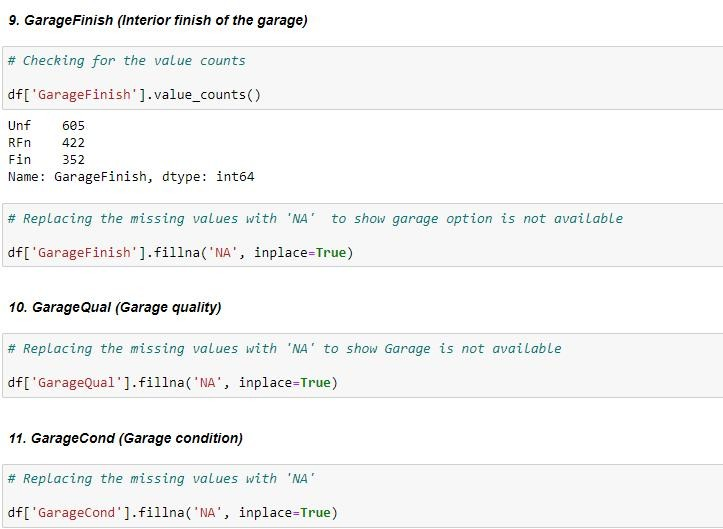 9. GarageFinish (Interior finish of the garage)
# Checking for the value counts
df['GarageFinish'].value_counts()
Unf    605
RFn    422
Fin    352
Name: GarageFinish, dtype: int64
# Replacing the missing values with 'NA'  to show garage option is not available
df['GarageFinish'].fillna('NA', inplace=True)
10. GarageQual (Garage quality)
# Replacing the missing values with 'NA' to show Garage is not available
df['GarageQual'].fillna('NA', inplace=True)
11. GarageCond (Garage condition)
# Replacing the missing values with 'NA'
df['GarageCond'].fillna('NA', inplace=True)